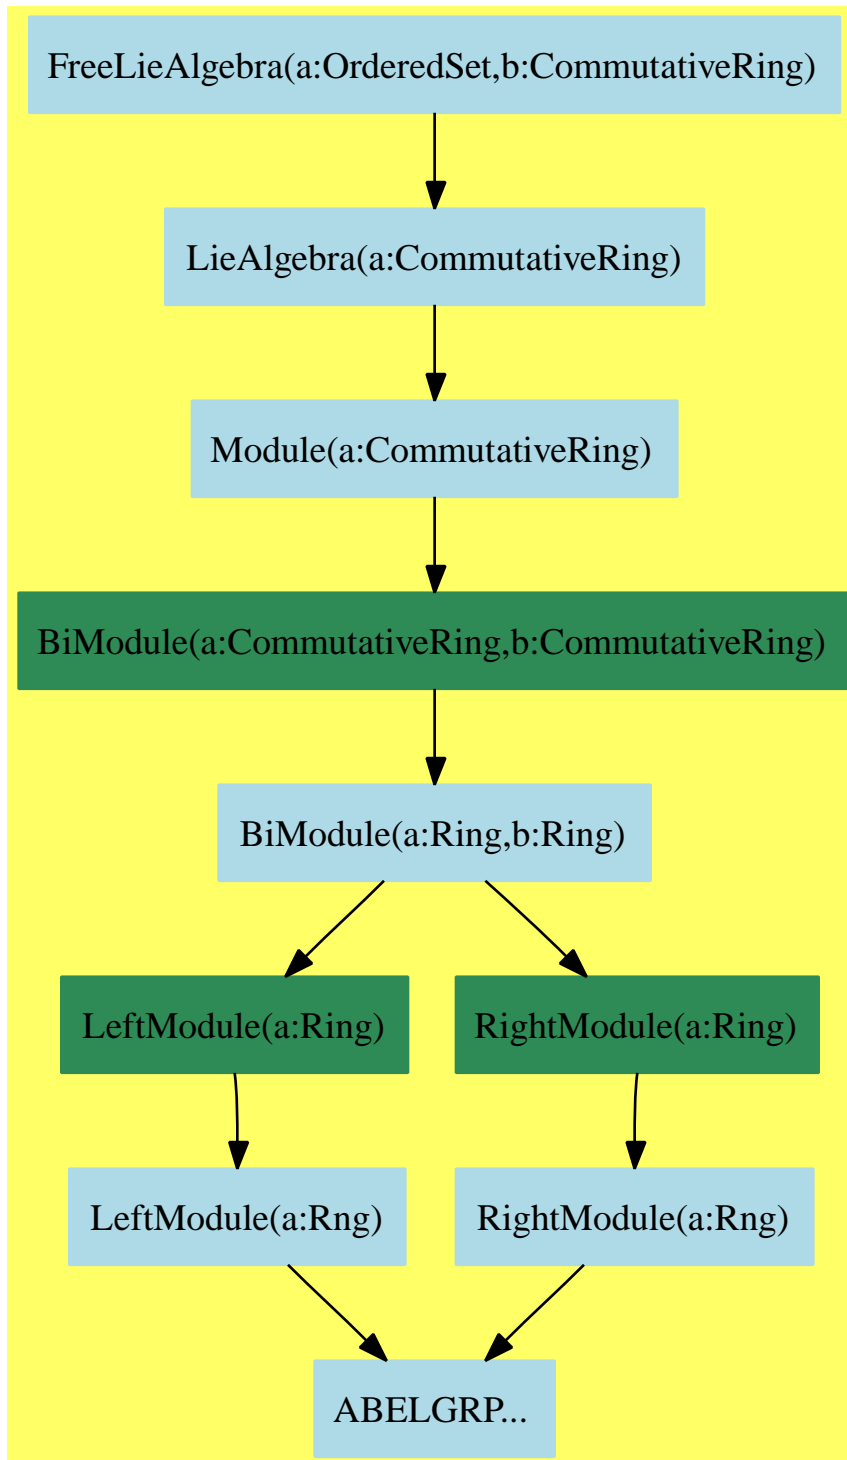 FreeLieAlgebra(a:OrderedSet,b:CommutativeRing)
LieAlgebra(a:CommutativeRing)
Module(a:CommutativeRing)
BiModule(a:CommutativeRing,b:CommutativeRing)
BiModule(a:Ring,b:Ring)
LeftModule(a:Ring)
RightModule(a:Ring)
LeftModule(a:Rng)
RightModule(a:Rng)
ABELGRP...